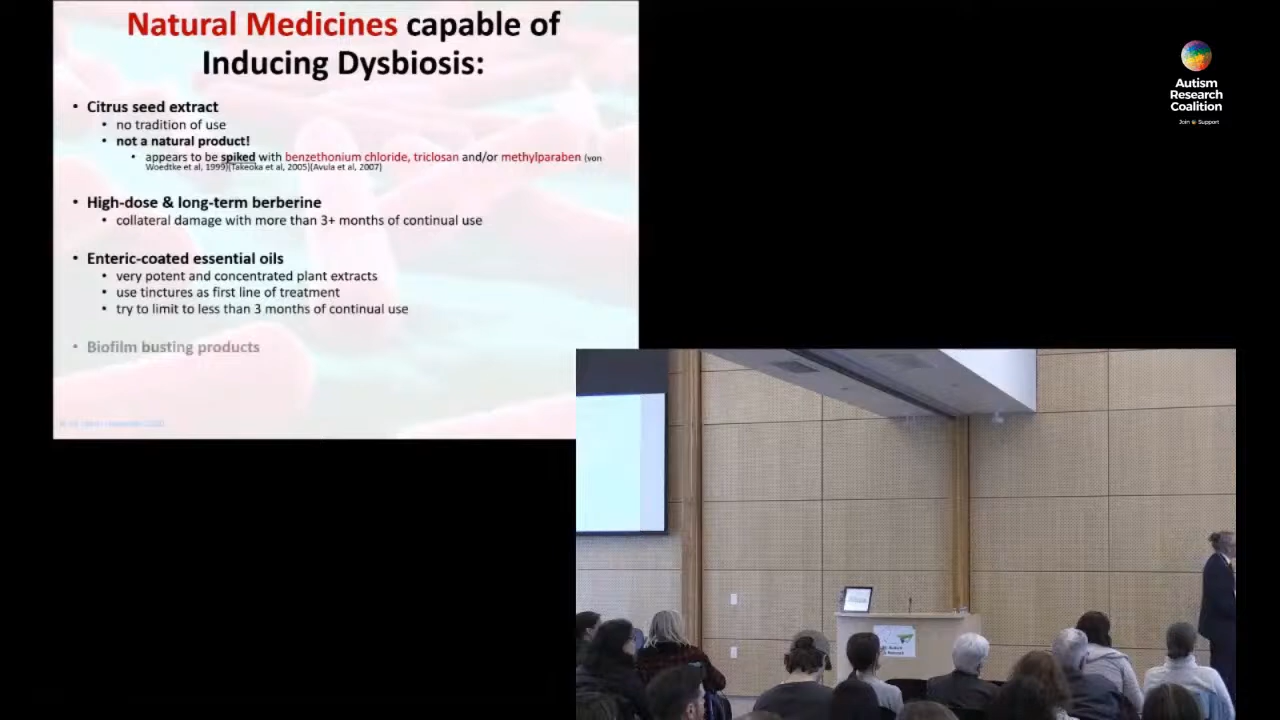 Natural Medicines capable of
Inducing Dysbiosis:
• Citrus seed extract
• no tradition of use
• not a natural product!
• appears to be spiked with benzethonium chloride, triclosan and/or methylparaben (von
Woedtke et al, 1999)(Takeoka et al, 2005)(Avula et al, 2007)
• High-dose & long-term berberine
• collateral damage with more than 3+ months of continual use
• Enteric-coated essential oils
• very potent and concentrated plant extracts
• use tinctures as first line of treatment
• try to limit to less than 3 months of continual use
• Biofilm busting products
Autism
Research
Coalition
Join Support